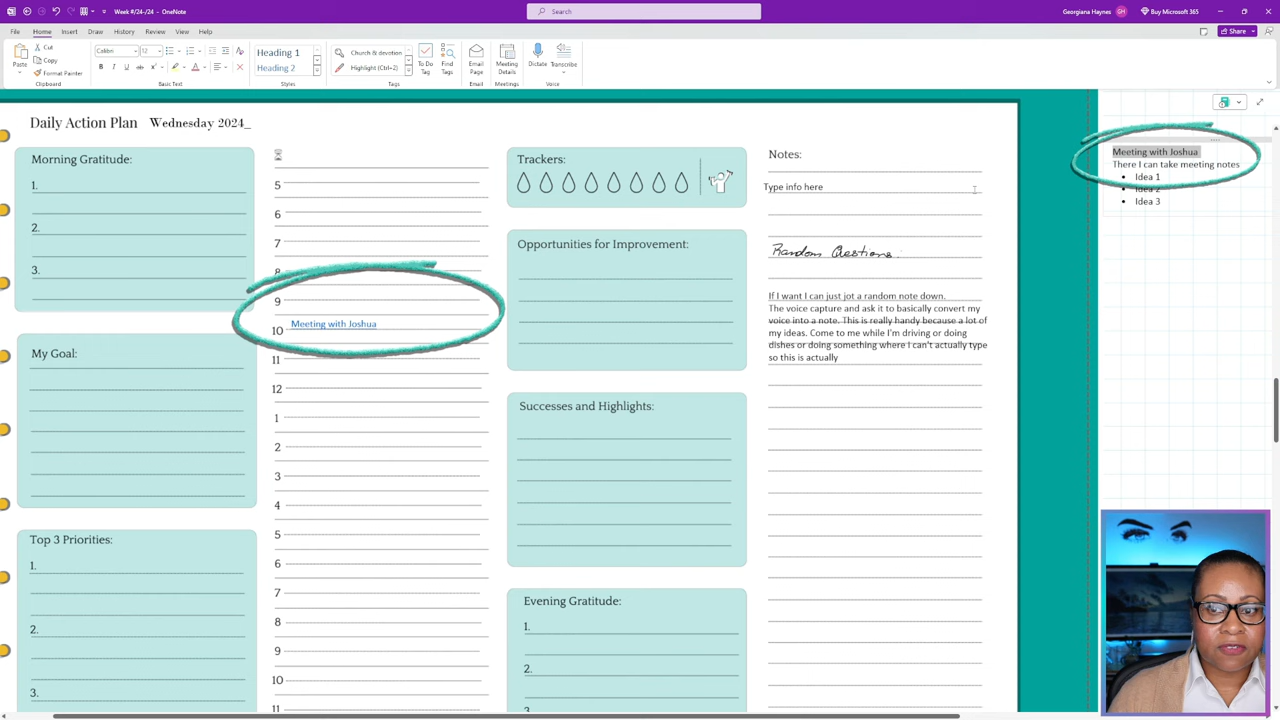 Week #/-24/-/24 - OneNote
Search
Georgiana Haynes
GH
Buy Microsoft 365
File
Home
Insert
Draw
History
Review
View
Help
Share
Paste
Cut
Copy
Format Painter
Clipboard
Calibri
12
Basic Text
Heading 1
Heading 2
Styles
Church & devotion
Highlight (Ctrl+2)
Tags
To Do Tag
Find Tags
Email Page
Email
Meeting Details
Meetings
Dictate
Transcribe
Voice
Daily Action Plan Wednesday 2024_
Morning Gratitude:
1.
2.
3.
My Goal:
Top 3 Priorities:
1.
2.
3.
5
6
7
8
9
10 Meeting with Joshua
11
12
1
2
3
4
5
6
7
8
9
10
11
Trackers:
Opportunities for Improvement:
Successes and Highlights:
Evening Gratitude:
1.
2.
3.
Notes:
Type info here
Random Questions:
If I want I can just jot a random note down.
The voice capture and ask it to basically convert my
voice into a note. This is really handy because a lot of
my ideas. Come to me while I'm driving or doing
dishes or doing something where I can't actually type
so this is actually
Meeting with Joshua
There I can take meeting notes
• Idea 1
• Idea 2
• Idea 3